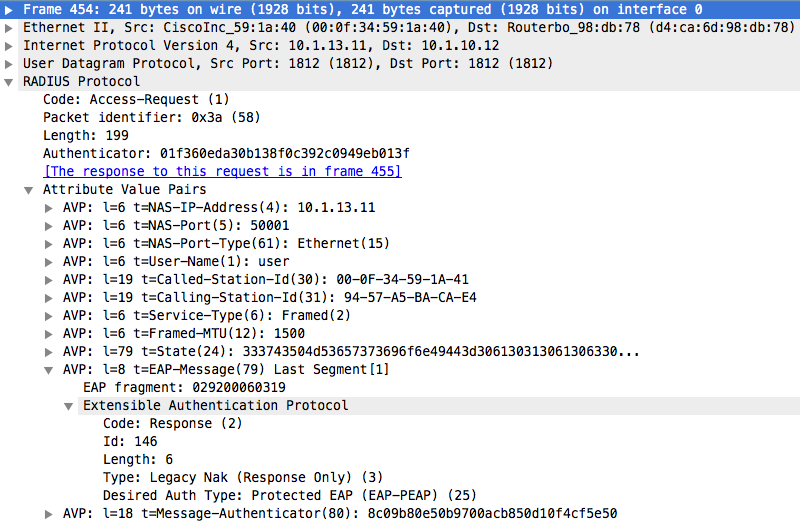 Frame 454: 241 bytes on wire (1928 bits), 241 bytes captured (1928 bits) on interface 0
Ethernet II, Src: CiscoInc_59:1a:40 (00:0f:34:59:1a:40), Dst: Routerbo_98:db:78 (d4:ca:6d:98:db:78)
Internet Protocol Version 4, Src: 10.1.13.11, Dst: 10.1.10.12
User Datagram Protocol, Src Port: 1812 (1812), Dst Port: 1812 (1812)
RADIUS Protocol
Code: Access-Request (1)
Packet identifier: 0x3a (58)
Length: 199
Authenticator: 01f360eda30b138f0c392c0949eb013f
[The response to this request is in frame 455]
Attribute Value Pairs
AVP: l=6 t=NAS-IP-Address(4): 10.1.13.11
AVP: l=6 t=NAS-Port(5): 50001
AVP: l=6 t=NAS-Port-Type(61): Ethernet(15)
AVP: l=6 t=User-Name(1): user
AVP: l=19 t=Called-Station-Id(30): 00-0F-34-59-1A-41
AVP: l=19 t=Calling-Station-Id(31): 94-57-A5-BA-CA-E4
AVP: l=6 t=Service-Type(6): Framed(2)
AVP: l=6 t=Framed-MTU(12): 1500
AVP: l=79 t=State(24): 333743504d53657373696f6e49443d306130313061306330...
AVP: l=8 t=EAP-Message(79) Last Segment[1]
EAP fragment: 029200060319
Extensible Authentication Protocol
Code: Response (2)
Id: 146
Length: 6
Type: Legacy Nak (Response Only) (3)
Desired Auth Type: Protected EAP (EAP-PEAP) (25)
AVP: l=18 t=Message-Authenticator(80): 8c09b80e50b9700acb850d10f4cf5e50